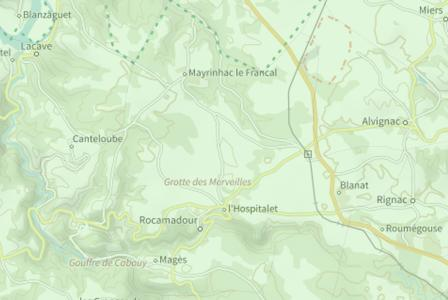 Blanzaguet
Miers
Lacave
Mayrinhac le Francal
Alvignac
Canteloube
Grotte des Merveilles
Blanat
Rignac
l'Hospitalet
Rocamadour
Roumégouse
Gouffre de Cabouy
Magès